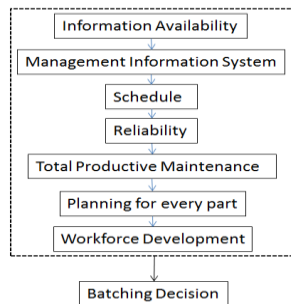 Information Availability
Management Information System
Schedule
Reliability
Total Productive Maintenance
Planning for every part
Workforce Development
Batching Decision